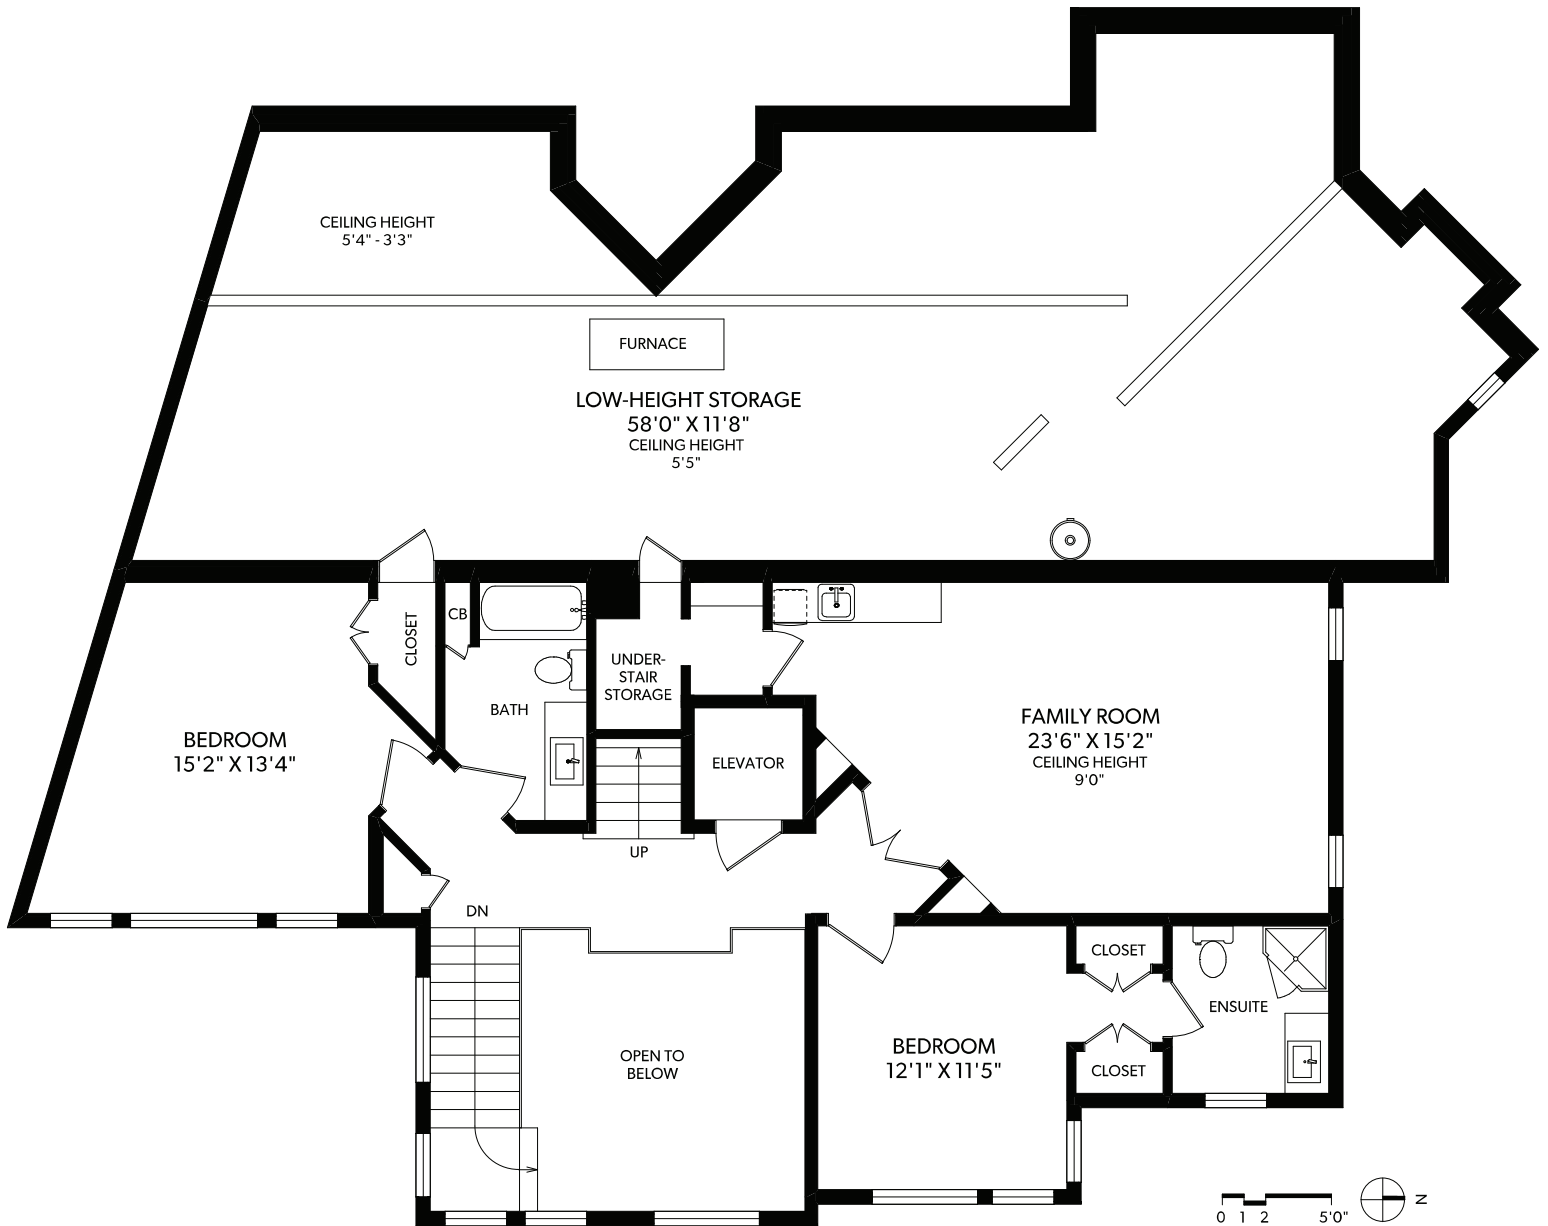 CEILING HEIGHT
5'4" - 3'3"
FURNACE
LOW-HEIGHT STORAGE
58'0" X 11'8"
CEILING HEIGHT
5'5"
CLOSET
CB
UNDER-
STAIR
STORAGE
BATH
BEDROOM
15'2" X 13'4"
ELEVATOR
FAMILY ROOM
23'6" X 15'2"
CEILING HEIGHT
9'0"
UP
DN
CLOSET
ENSUITE
OPEN TO
BELOW
BEDROOM
12'1" X 11'5"
CLOSET
0 1 2 5'0"
N